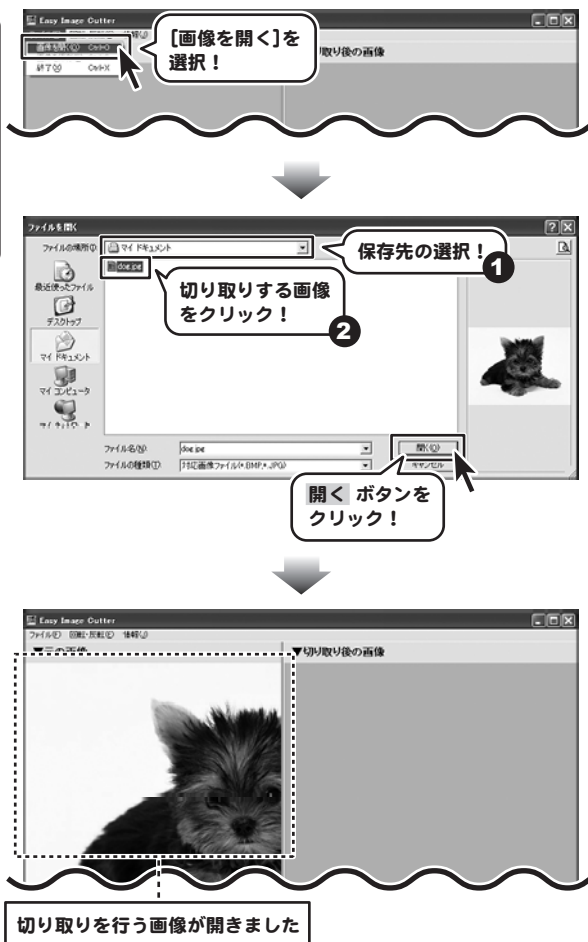 Easy Image Cutter
情報(I)
画像を開く(O) Ctrl+O
終了(X) Ctrl+X
[画像を開く]を
選択！
取り後の画像
ファイルを開く
ファイルの場所(I):
マイ ドキュメント
保存先の選択！
1
切り取りする画像
をクリック！
2
最近使ったファイル
デスクトップ
マイ ドキュメント
マイ コンピュータ
ファイル名(N):
開く(O)
ファイルの種類(T):
対応画像ファイル(*.BMP,*.JPG)
キャンセル
開く ボタンを
クリック！
Easy Image Cutter
ファイル(F) 回転・反転(E) 情報(I)
▼元の画像
▼切り取り後の画像
切り取りを行う画像が開きました